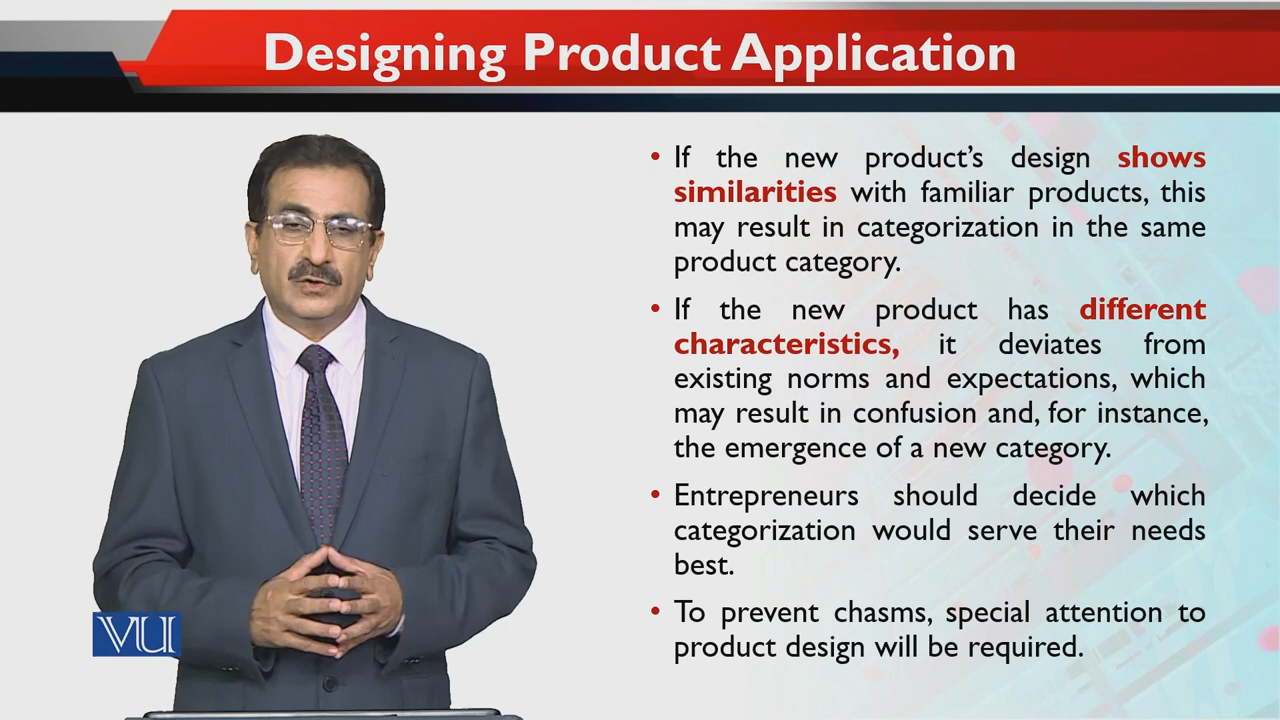 Designing Product Application
• If the new product's design shows
similarities with familiar products, this
may result in categorization in the same
product category.
• If the new product has different
characteristics, it deviates from
existing norms and expectations, which
may result in confusion and, for instance,
the emergence of a new category.
• Entrepreneurs should decide which
categorization would serve their needs
best.
• To prevent chasms, special attention to
product design will be required.
VU